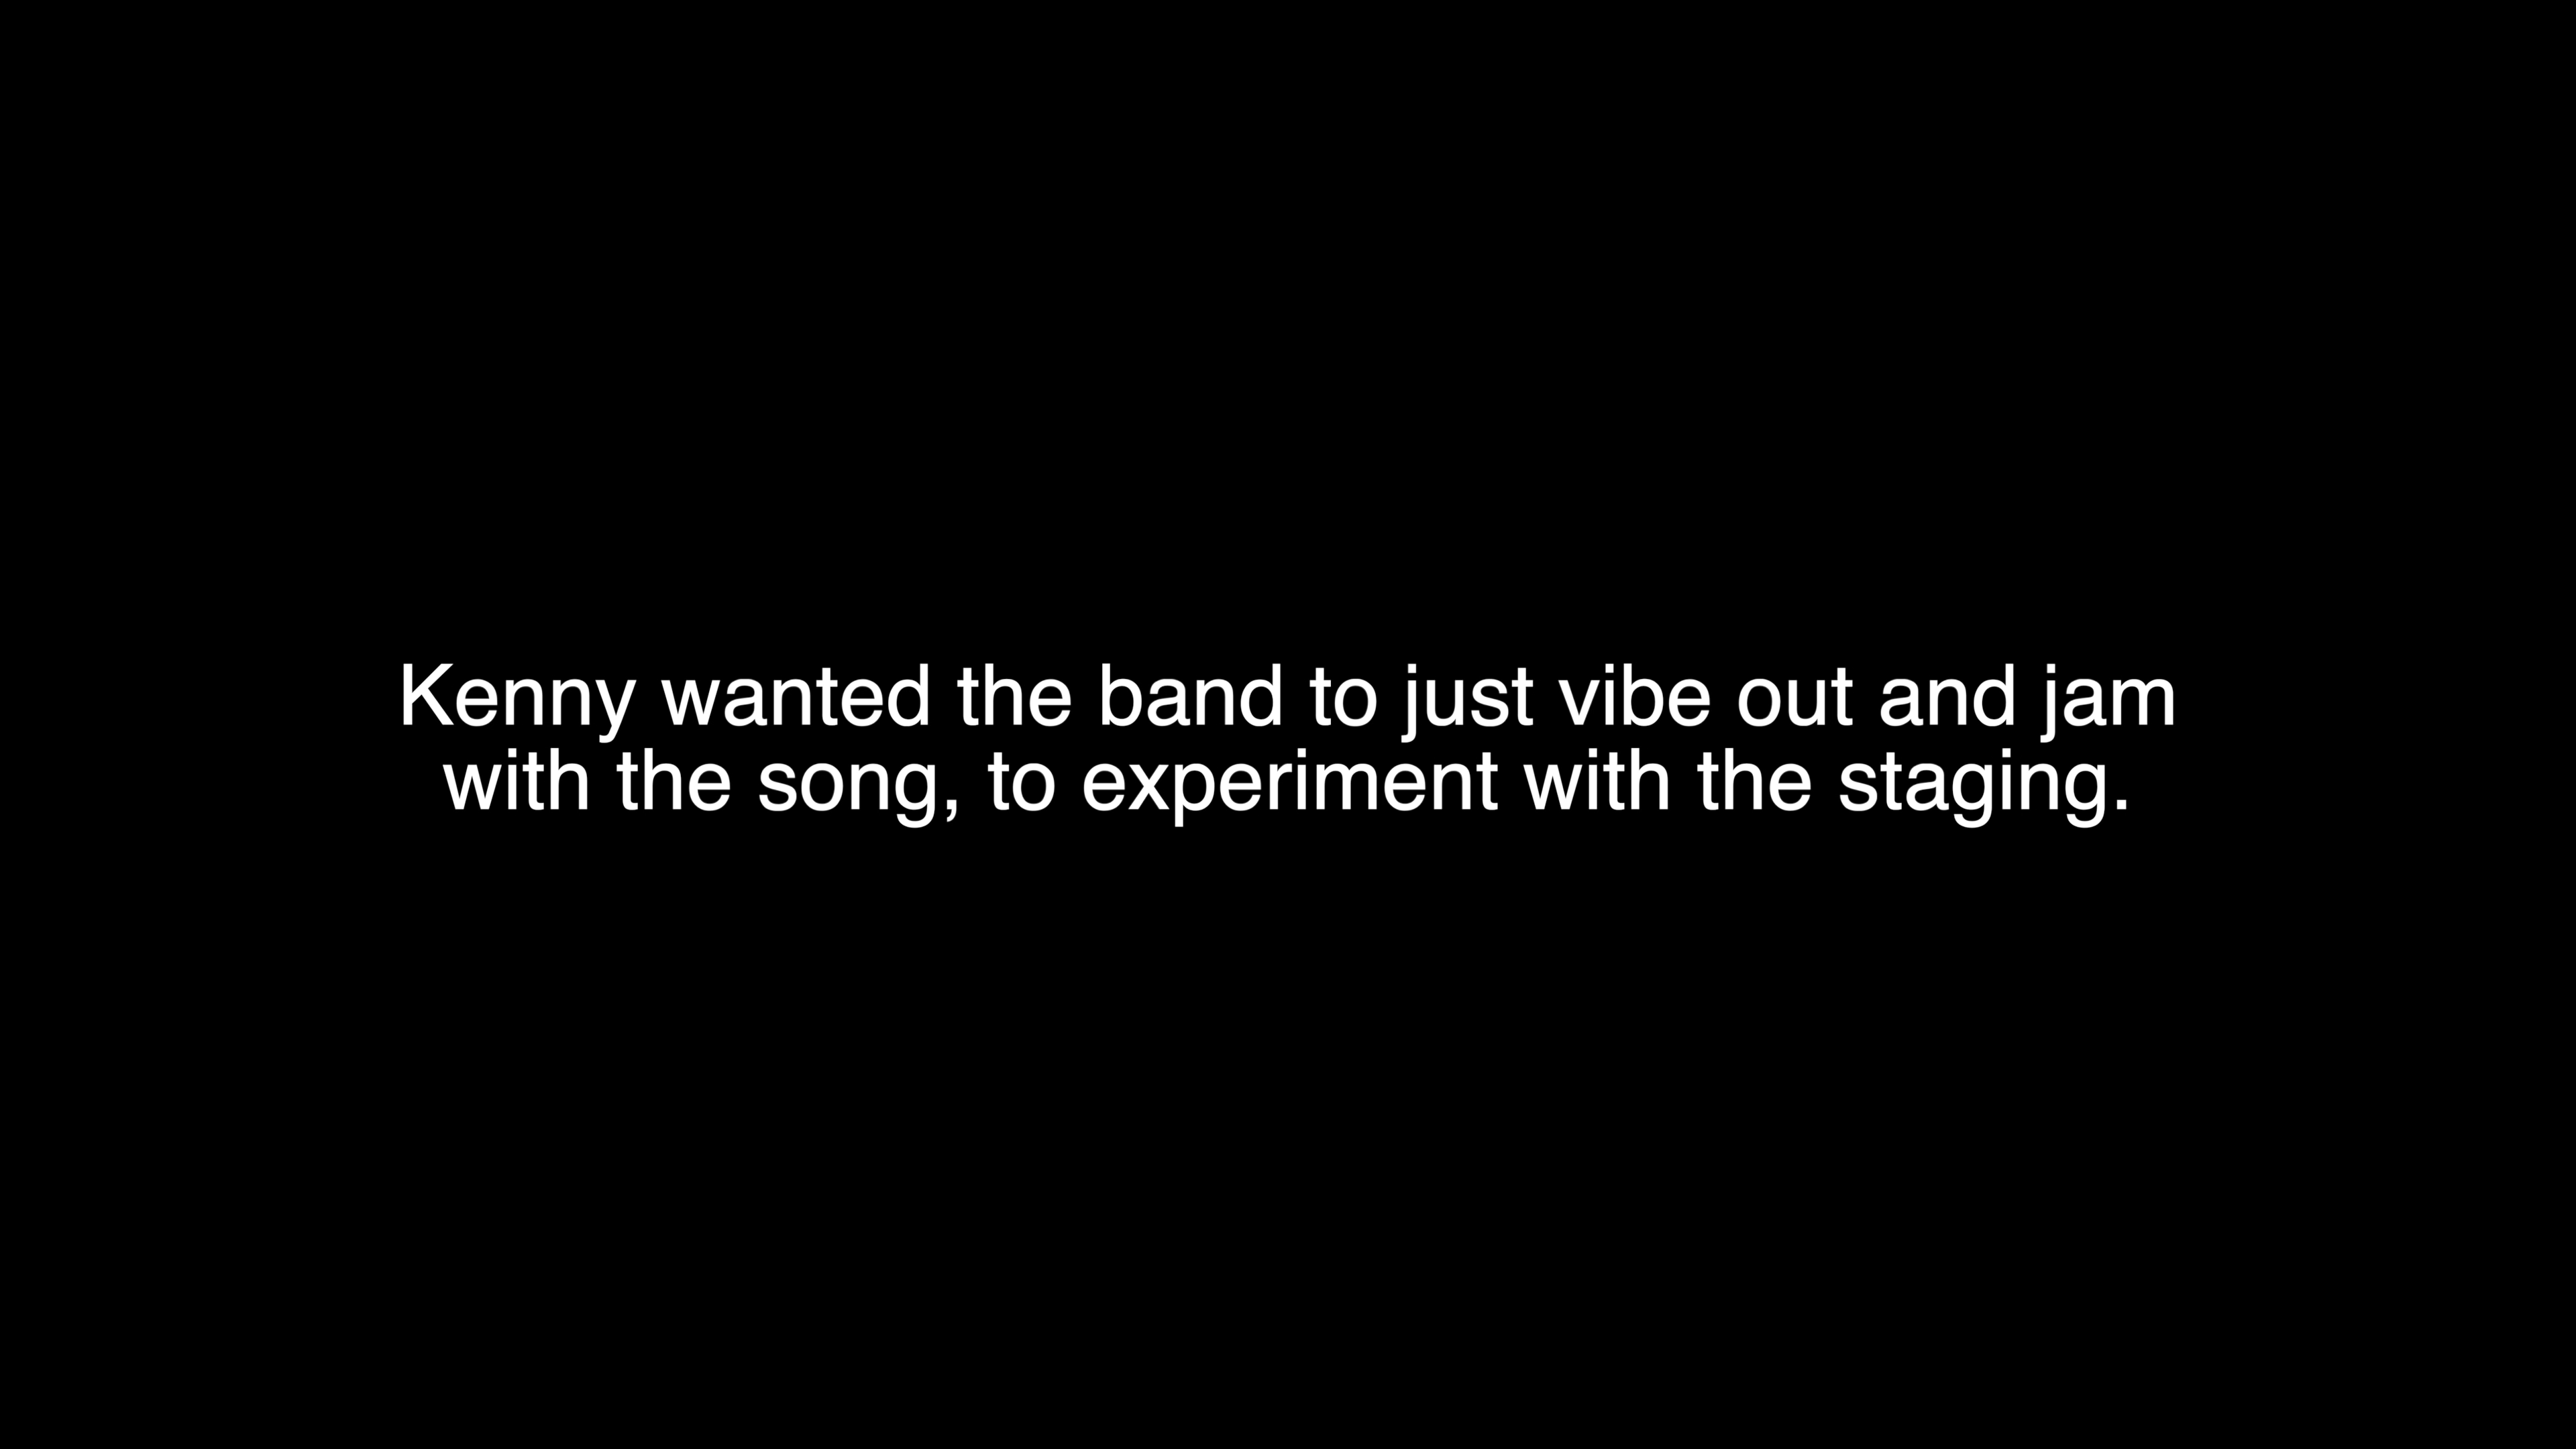 Kenny wanted the band to just vibe out and jam
with the song, to experiment with the staging.